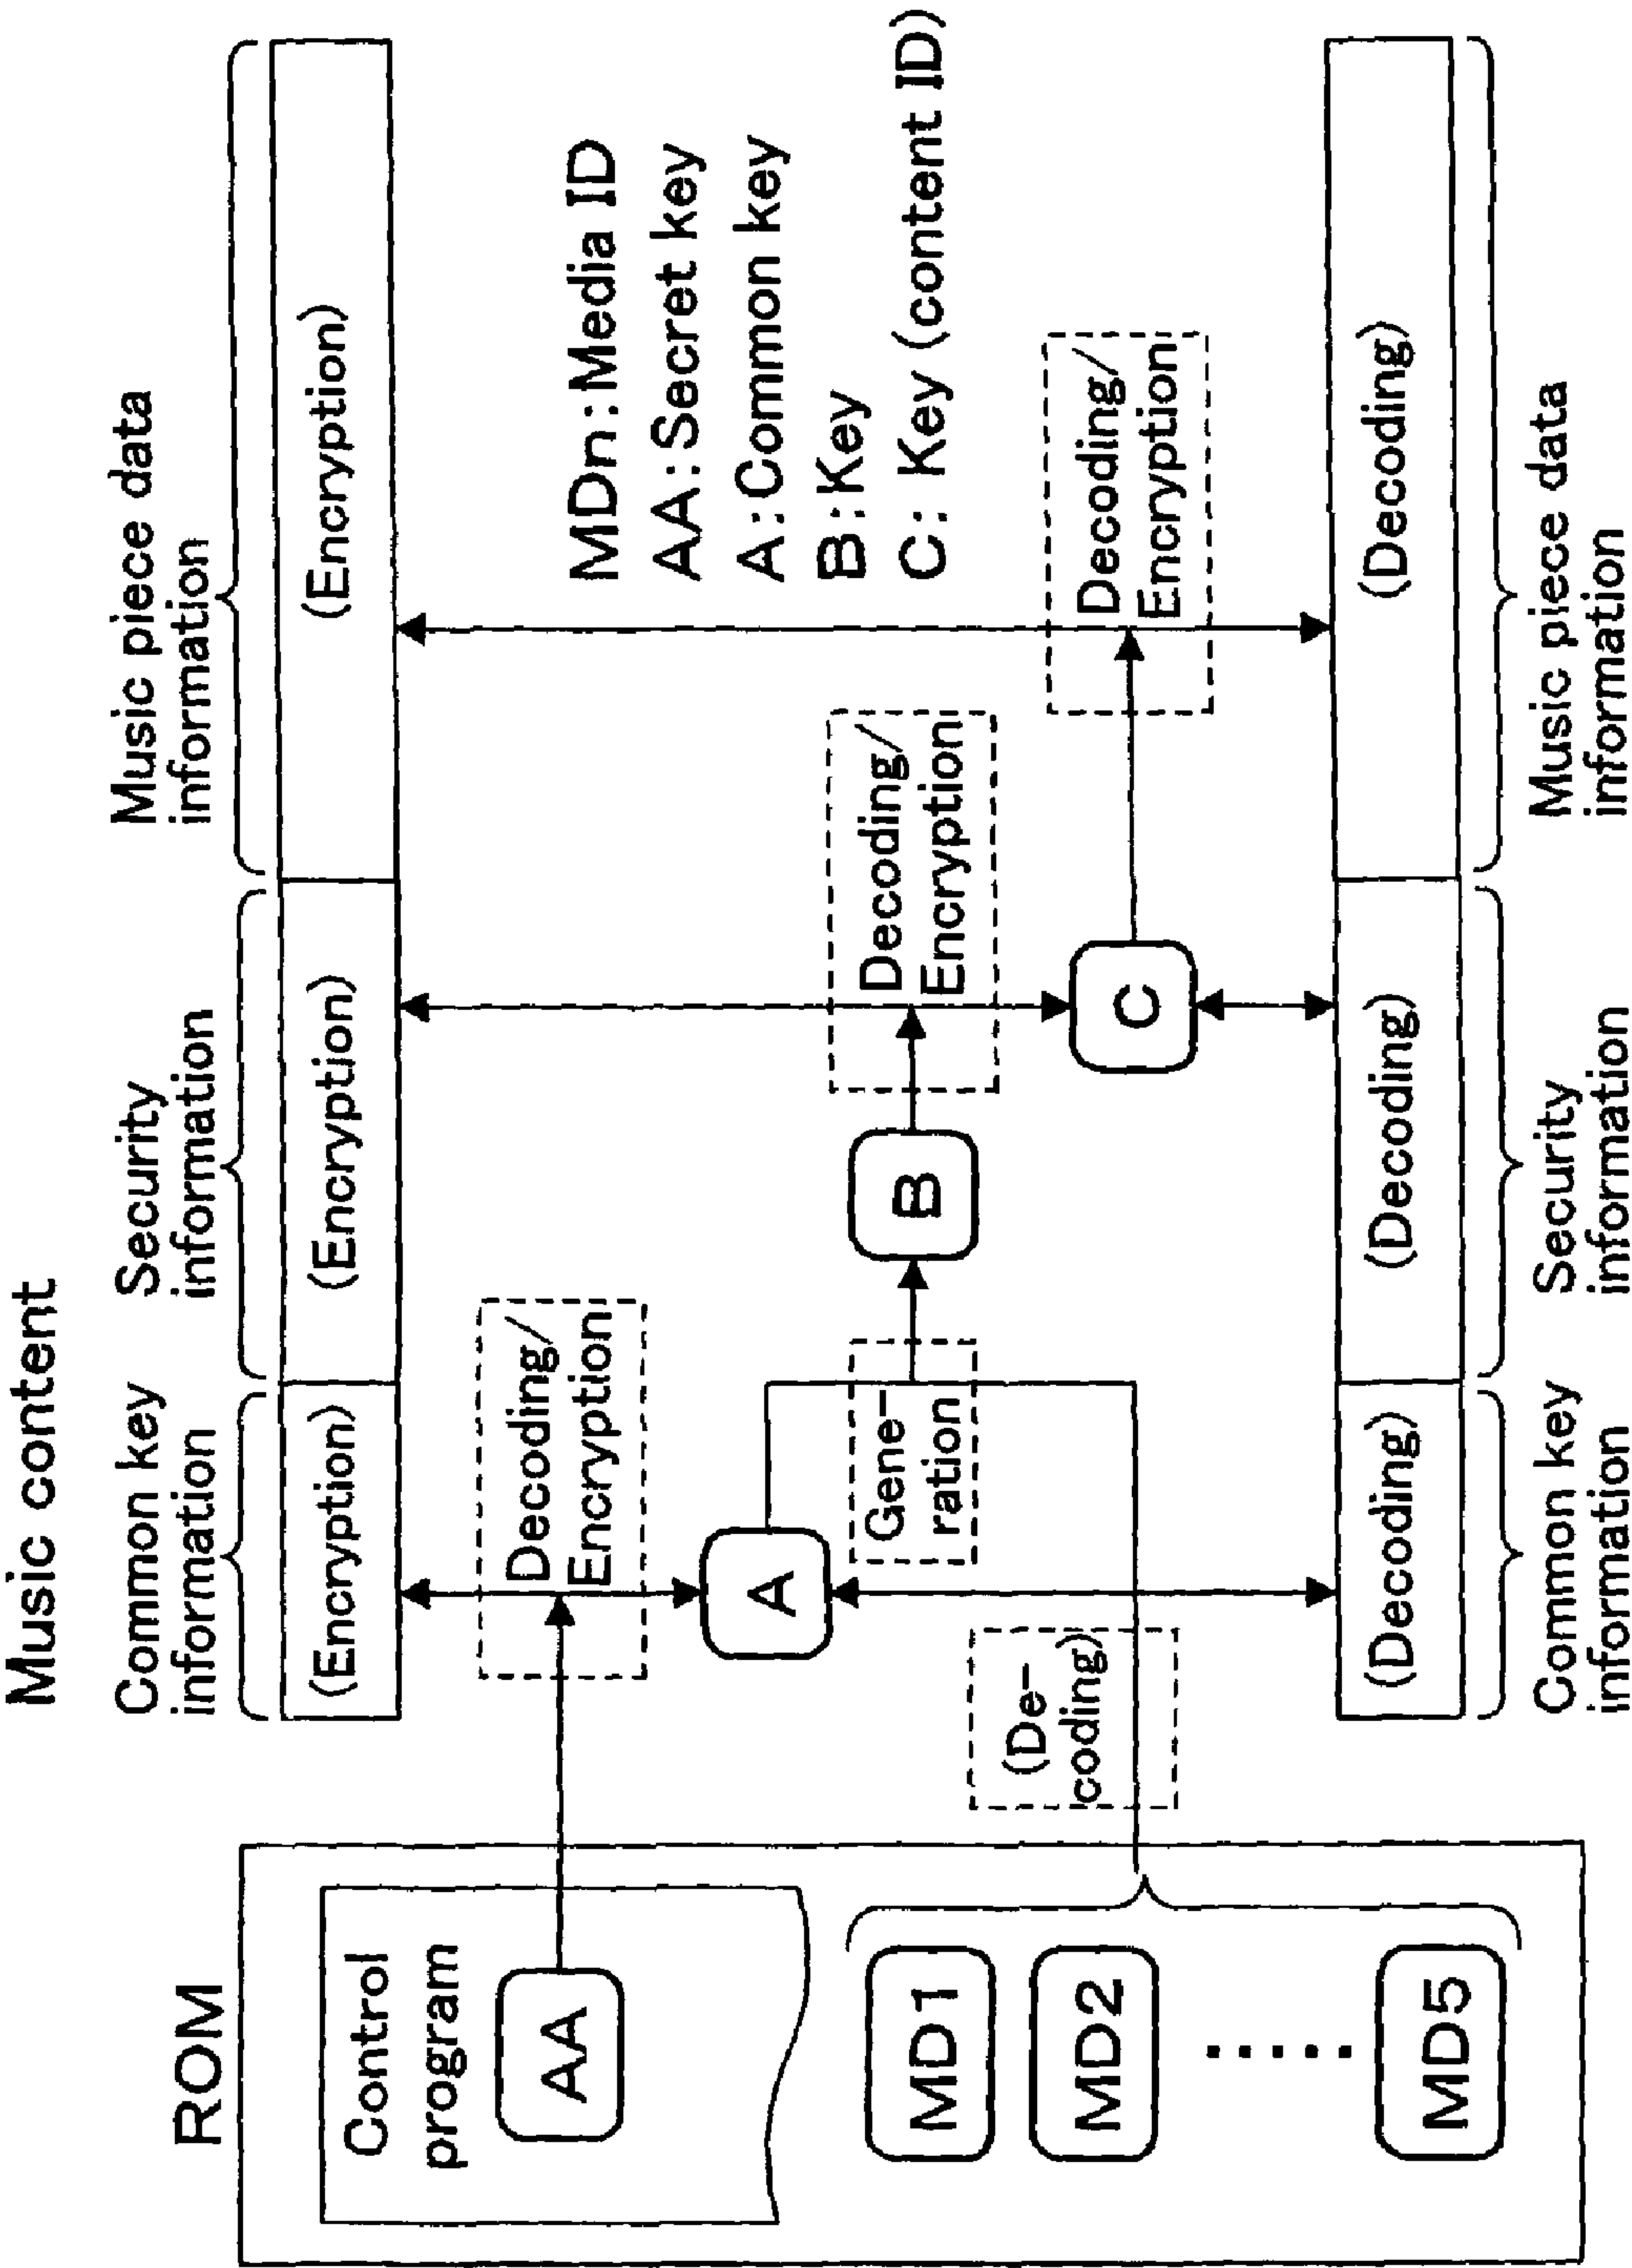 Music content
Common key
information
Security
information
Music piece data
information
(Encryption)
(Encryption)
(Encryption)
ROM
Control
program
AA
Decoding/
Encryption
MDn:Media ID
AA:Secret key
A:Common key
B:Key
C: Key (content ID)
A
Gene-
ration
B
Decoding/
Encryption
MD1
MD2
.....
MD5
(De-
coding)
C
Decoding/
Encryption
(Decoding)
(Decoding)
(Decoding)
Common key
information
Security
information
Music piece data
information